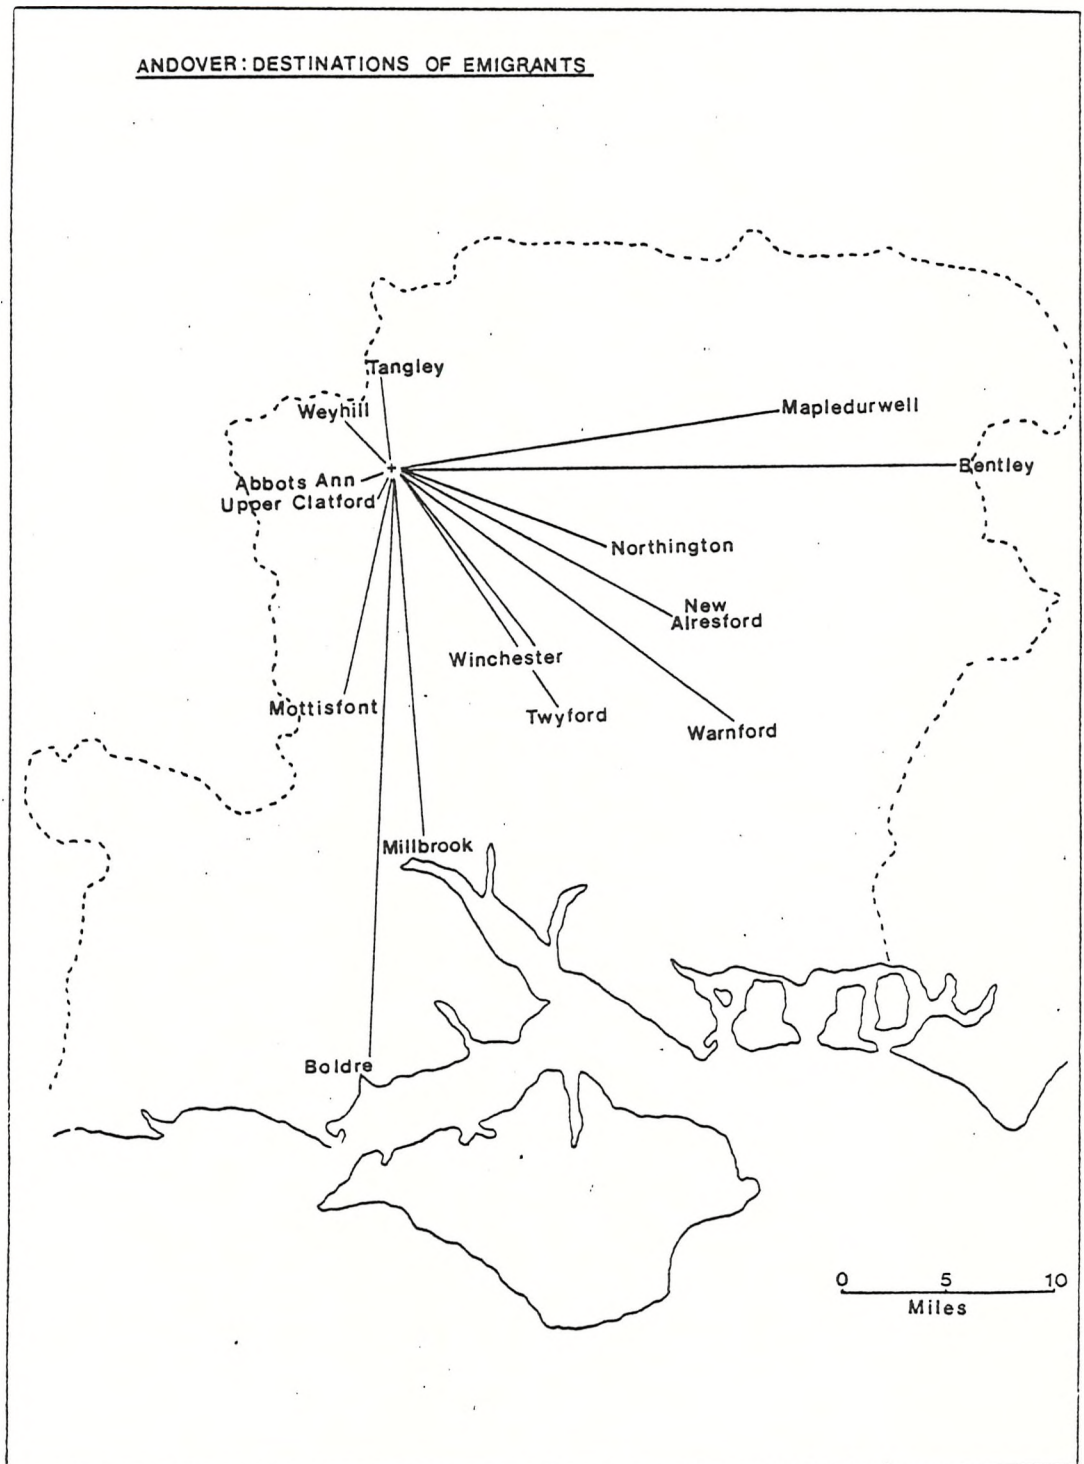 ANDOVER: DESTINATIONS OF EMIGRANTS
Tangley
Weyhill
Mapledurwell
Abbots Ann
Bentley
Upper Clatford
Northington
New
Alresford
Winchester
Mottisfont
Twyford
Warnford
Millbrook
Boldre
0 5 10
Miles